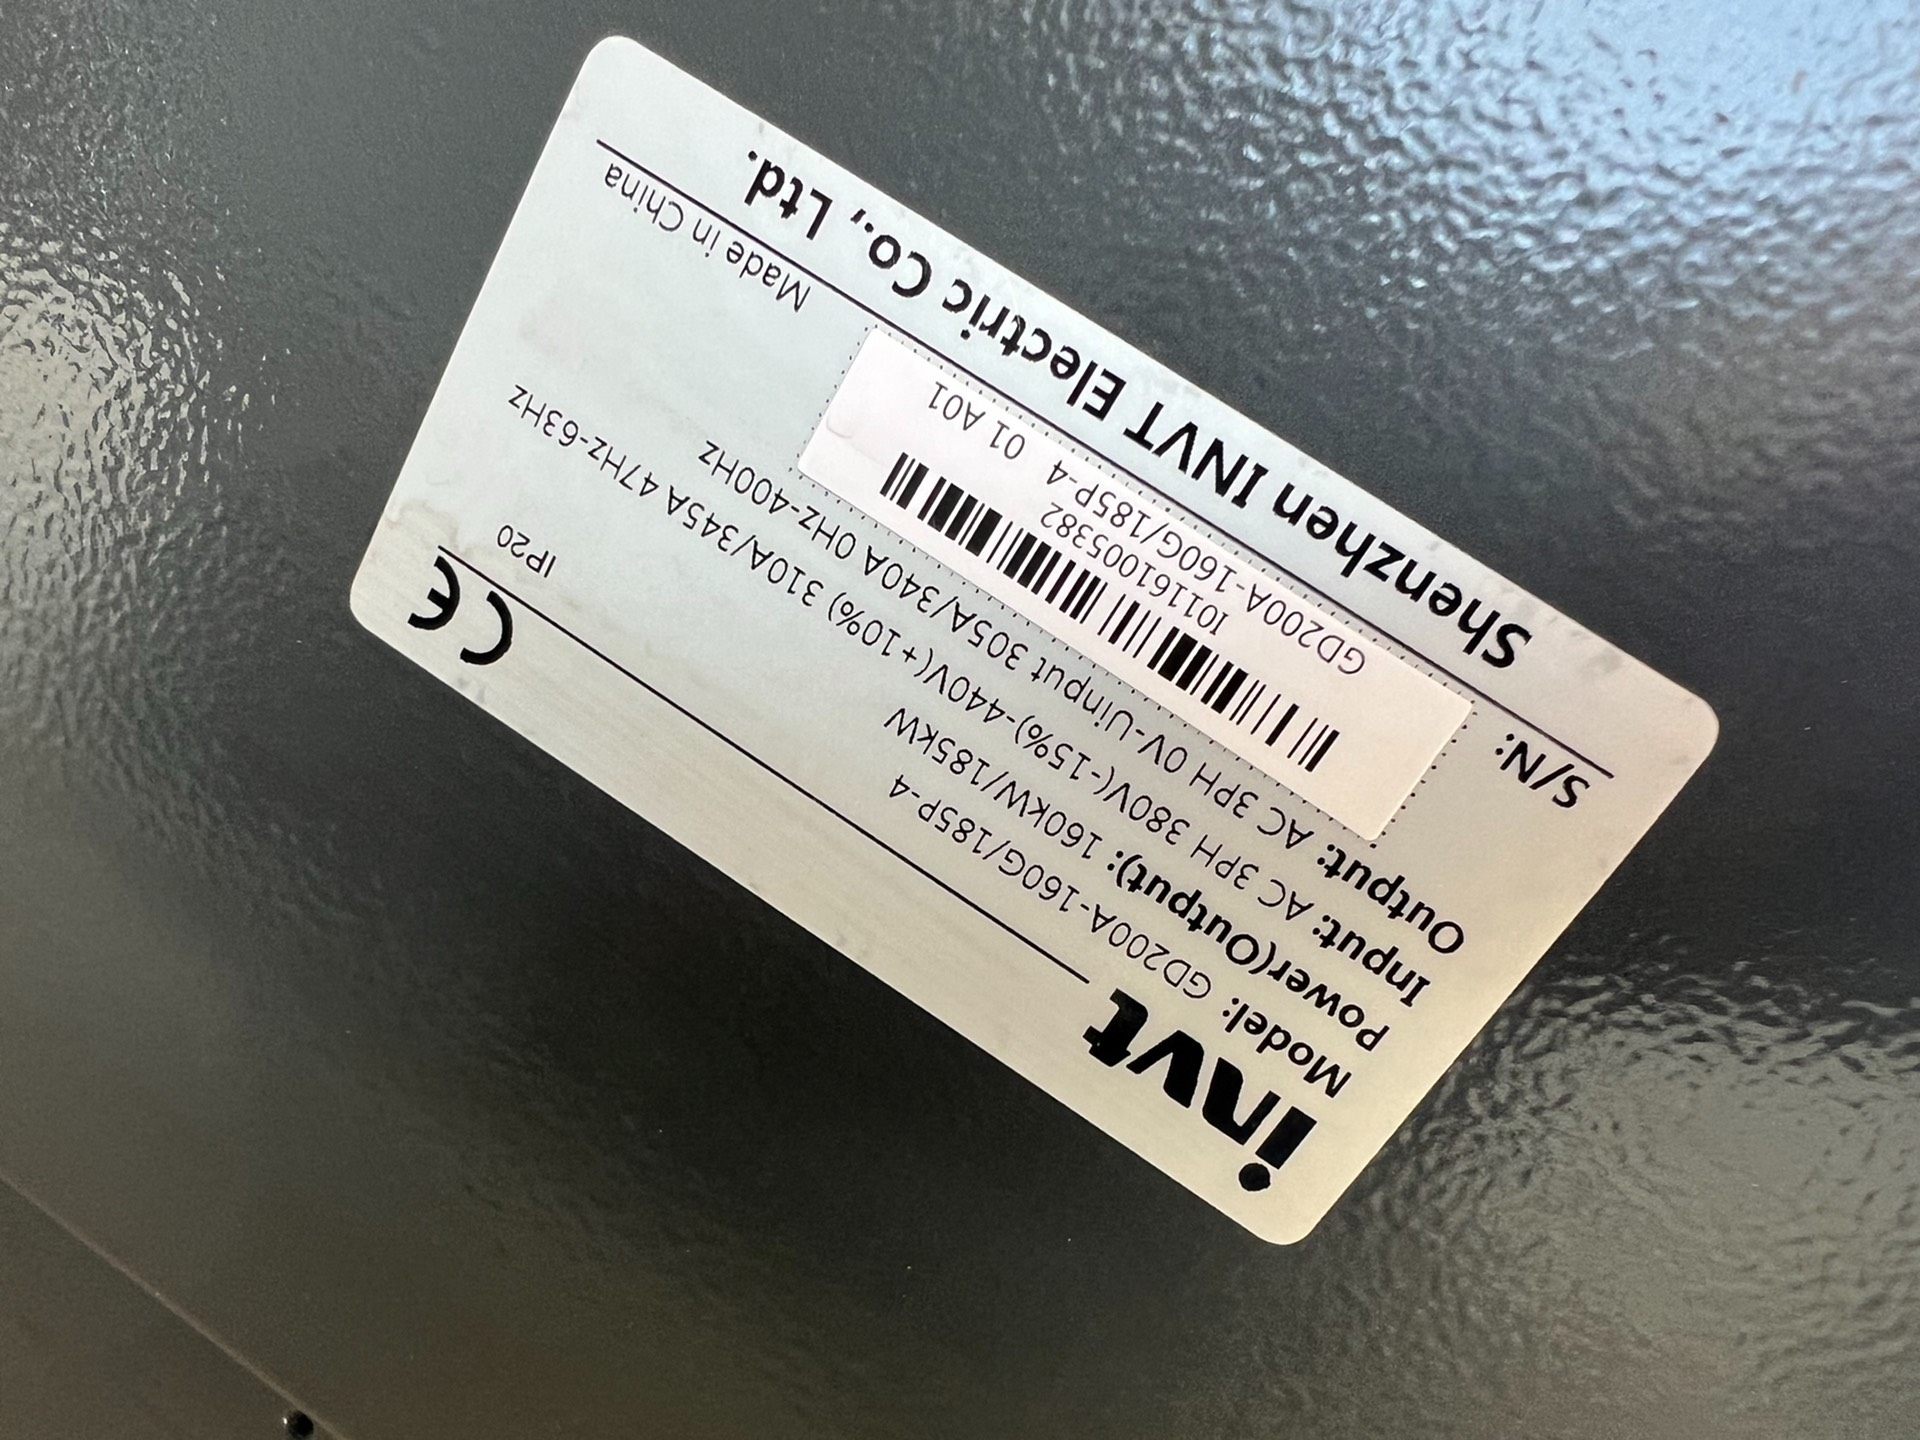 invt
CE
Model: GD200A-160G/185P-4
IP20
Power(Output): 160kW/185kW
Input: AC 3PH 380V(-15%)-440V(+10%) 310A/345A 47Hz-63Hz
Output: AC 3PH 0V-Uinput 305A/340A 0Hz-400Hz
S/N:
I011610053​82
GD200A-160G/185P-4 01 A01
Made in China
Shenzhen INVT Electric Co., Ltd.